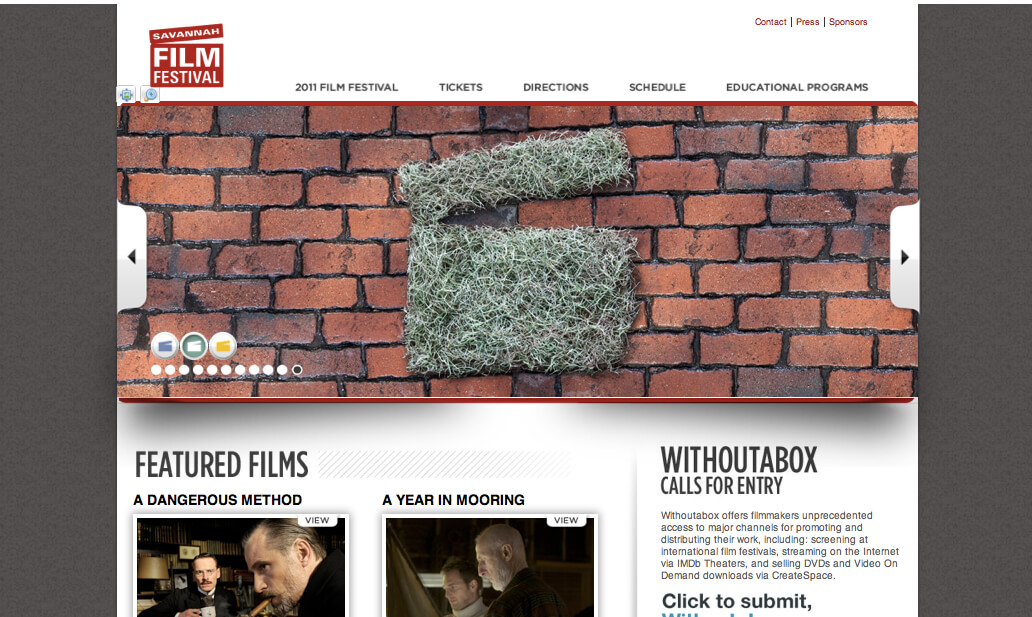 Contact | Press | Sponsors
SAVANNAH
FILM
FESTIVAL
2011 FILM FESTIVAL TICKETS DIRECTIONS SCHEDULE EDUCATIONAL PROGRAMS
FEATURED FILMS
A DANGEROUS METHOD
VIEW
A YEAR IN MOORING
VIEW
WITHOUTABOX
CALLS FOR ENTRY
Withoutabox offers filmmakers unprecedented
access to major channels for promoting and
distributing their work, including: screening at
international film festivals, streaming on the Internet
via IMDb Theaters, and selling DVDs and Video On
Demand downloads via CreateSpace.
Click to submit,